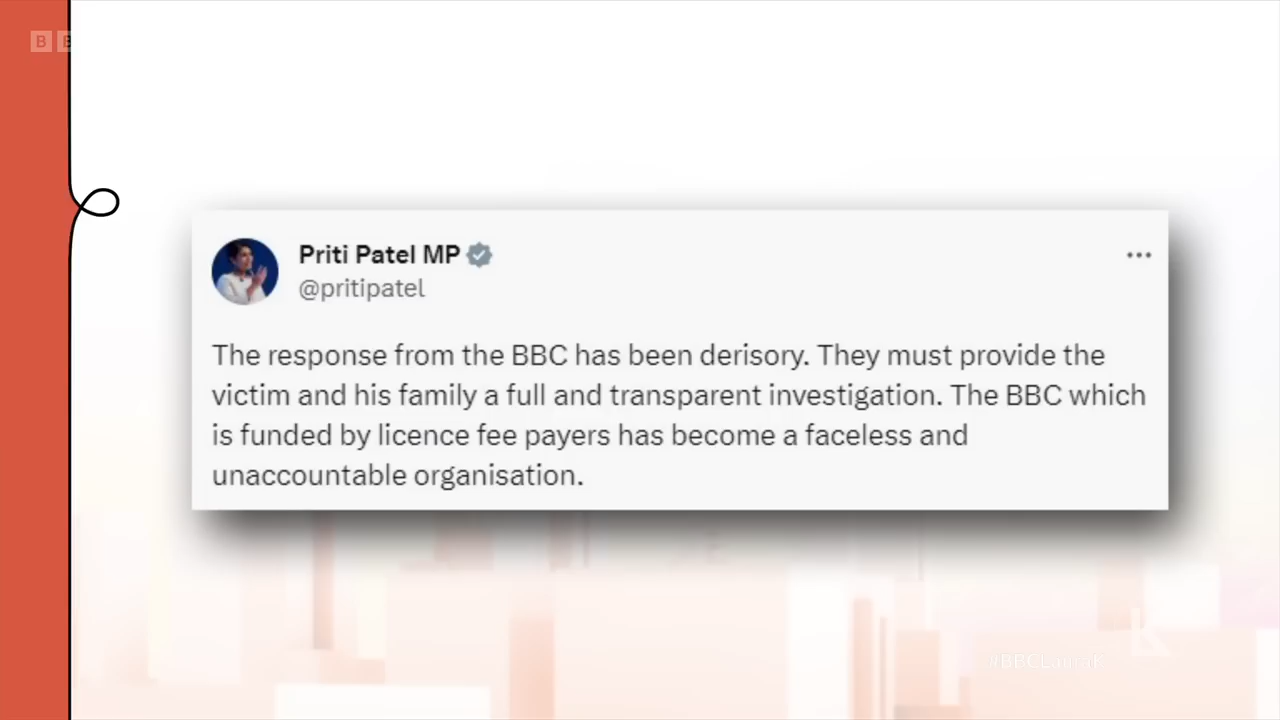 B B
Priti Patel MP
@pritipatel
The response from the BBC has been derisory. They must provide the
victim and his family a full and transparent investigation. The BBC which
is funded by licence fee payers has become a faceless and
unaccountable organisation.
#BBCLauraK